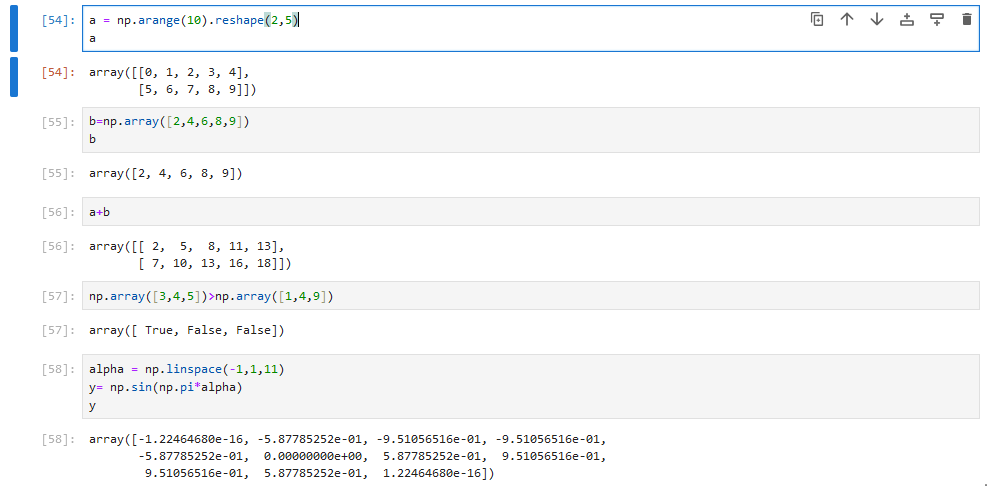 [54]: a = np.arange(10).reshape(2,5)
a
[54]: array([[0, 1, 2, 3, 4],
[5, 6, 7, 8, 9]])
[55]: b=np.array([2,4,6,8,9])
b
[55]: array([2, 4, 6, 8, 9])
[56]: a+b
[56]: array([[ 2,  5,  8, 11, 13],
[ 7, 10, 13, 16, 18]])
[57]: np.array([3,4,5])>np.array([1,4,9])
[57]: array([ True, False, False])
[58]: alpha = np.linspace(-1,1,11)
y= np.sin(np.pi*alpha)
y
[58]: array([-1.22464680e-16, -5.87785252e-01, -9.51056516e-01, -9.51056516e-01,
-5.87785252e-01,  0.00000000e+00,  5.87785252e-01,  9.51056516e-01,
9.51056516e-01,  5.87785252e-01,  1.22464680e-16])